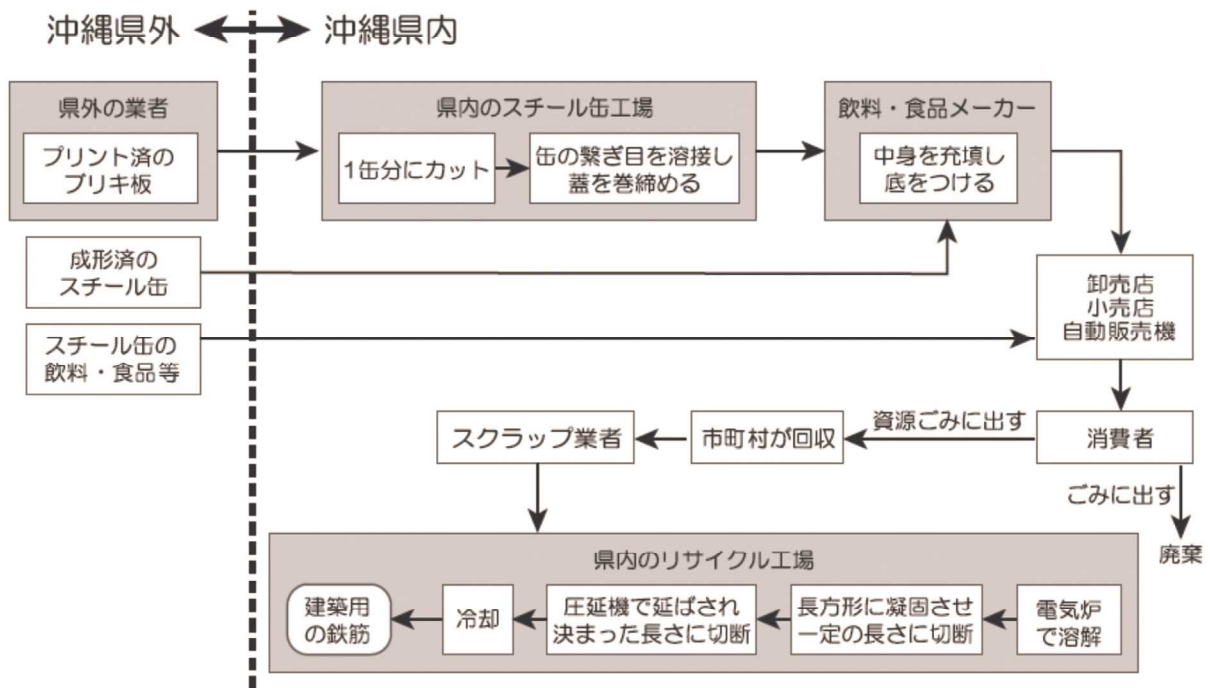 沖縄県外
沖縄県内
県外の業者
プリント済の
ブリキ板
県内のスチール缶工場
1缶分にカット
缶の繋ぎ目を溶接し
蓋を巻締める
飲料・食品メーカー
中身を充填し
底をつける
成形済の
スチール缶
スチール缶の
飲料・食品等
卸売店
小売店
自動販売機
消費者
資源ごみに出す
市町村が回収
スクラップ業者
ごみに出す
廃棄
県内のリサイクル工場
電気炉
で溶解
長方形に凝固させ
一定の長さに切断
圧延機で延ばされ
決まった長さに切断
冷却
建築用
の鉄筋